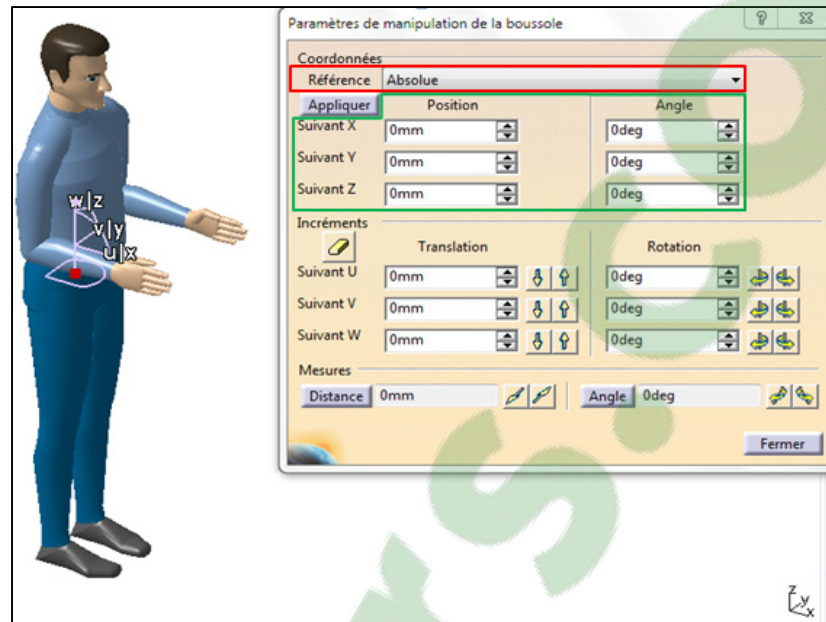 Paramètres de manipulation de la boussole
Coordonnées
Référence Absolue
Appliquer Position Angle
Suivant X 0mm 0deg
Suivant Y 0mm 0deg
Suivant Z 0mm 0deg
Incréments
Translation Rotation
Suivant U 0mm 0deg
Suivant V 0mm 0deg
Suivant W 0mm 0deg
Mesures
Distance 0mm Angle 0deg
Fermer
w|z
v|y
u|x
z
y
x